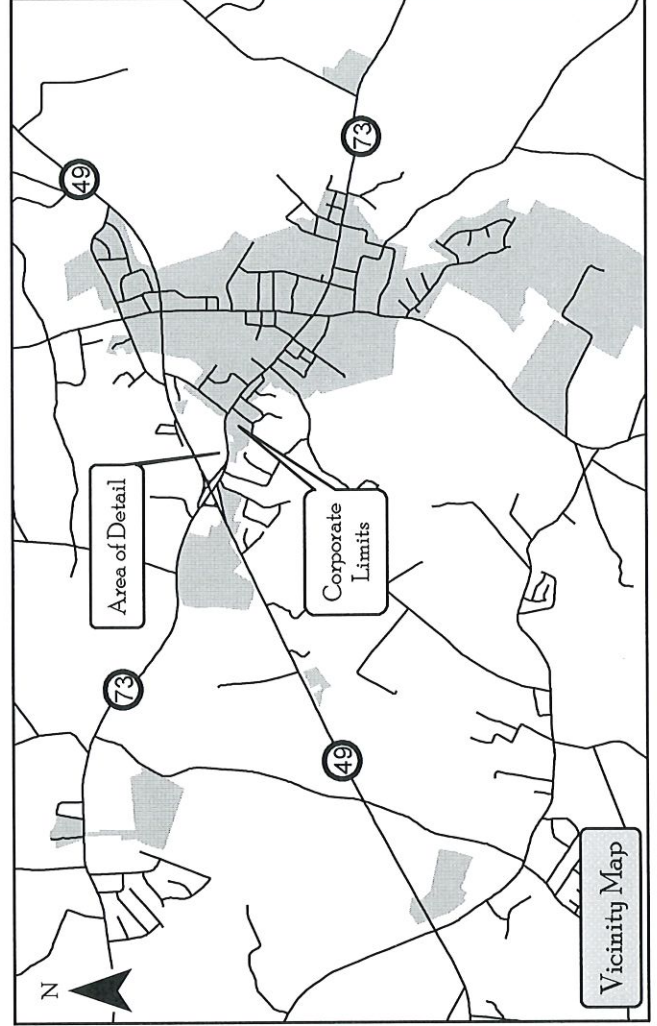 N
73
49
Area of Detail
49
73
Corporate
Limits
Vicinity Map